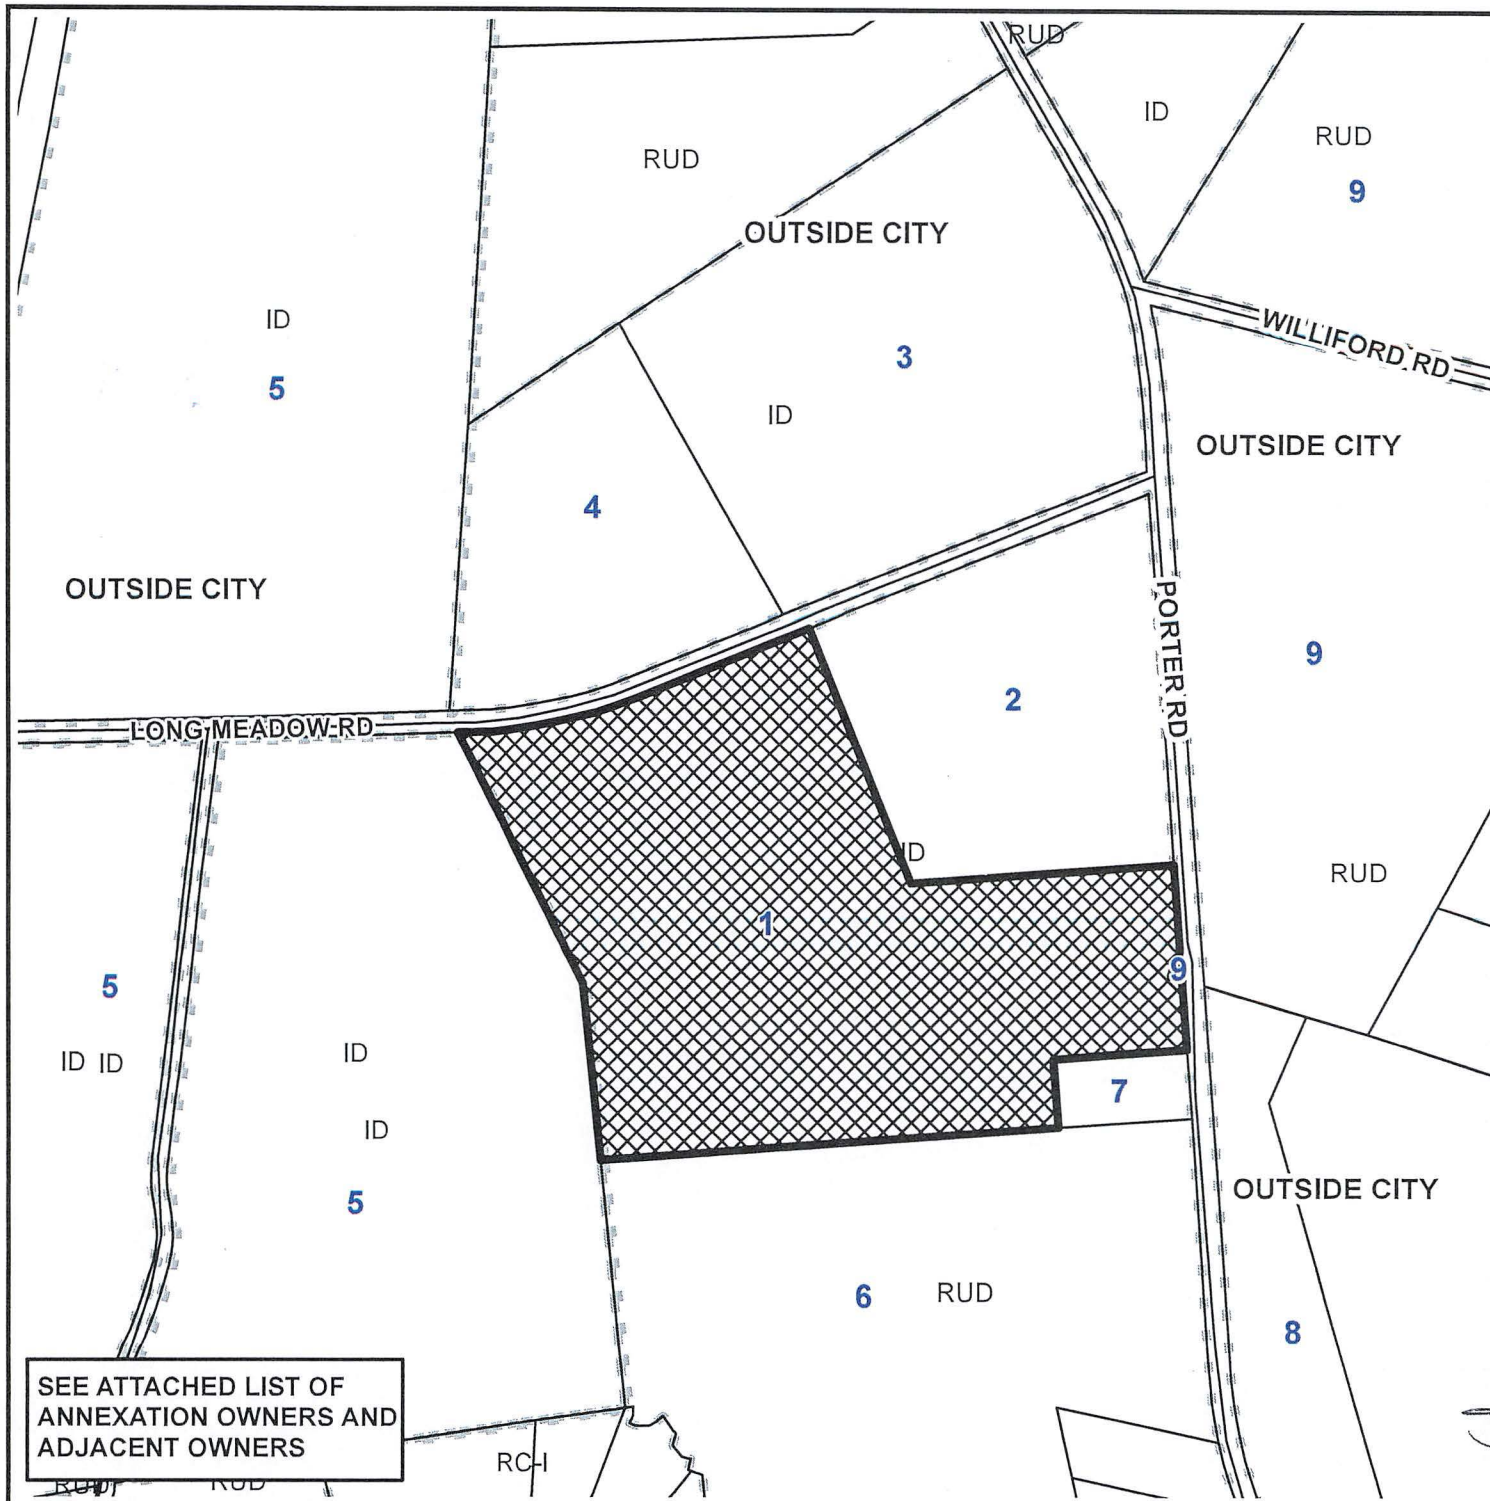 RUD
ID
RUD
RUD
9
OUTSIDE CITY
ID
WILLIFORD RD
3
5
ID
OUTSIDE CITY
4
OUTSIDE CITY
PORTER RD
9
2
LONG MEADOW RD
ID
RUD
1
9
5
ID
ID ID
7
ID
OUTSIDE CITY
5
6
RUD
8
SEE ATTACHED LIST OF
ANNEXATION OWNERS AND
ADJACENT OWNERS
RC-I
RUD